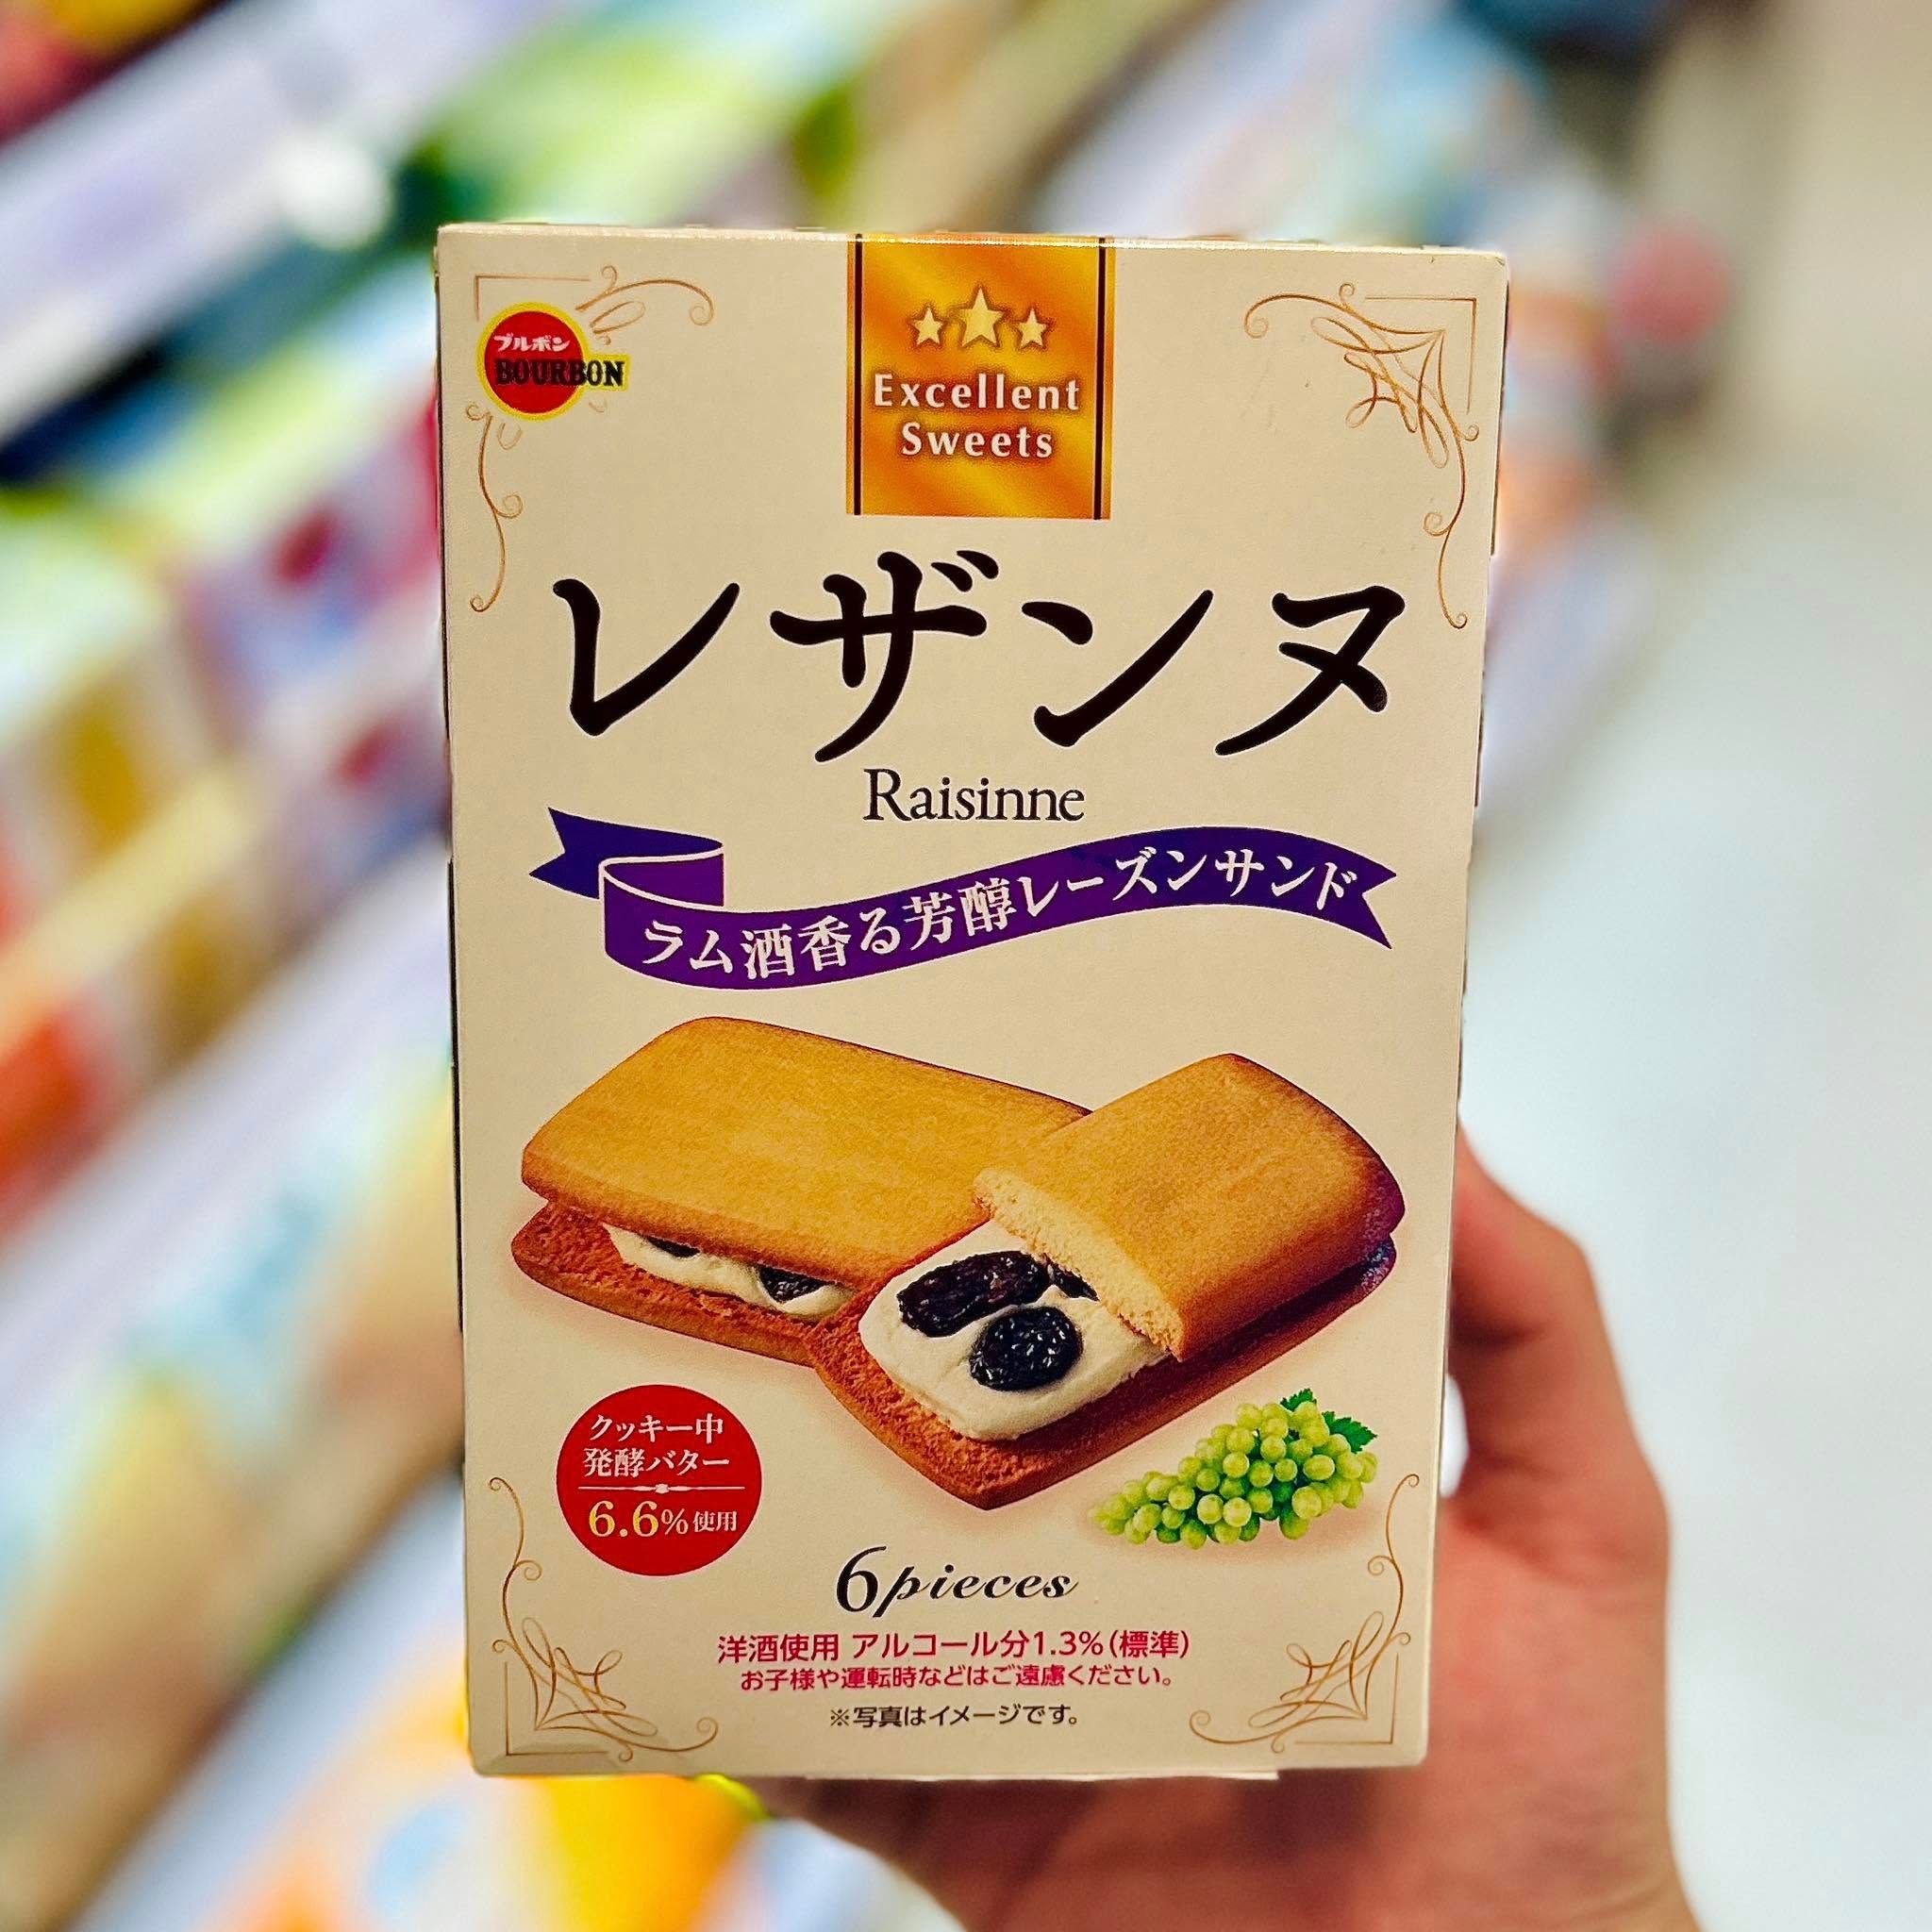 ブルボン
BOURBON
Excellent
Sweets
レザンヌ
Raisinne
ラム酒香る芳醇レーズンサンド
クッキー中
発酵バター
6.6%使用
6pieces
洋酒使用 アルコール分1.3%(標準)
お子様や運転時などはご遠慮ください。
※写真はイメージです。